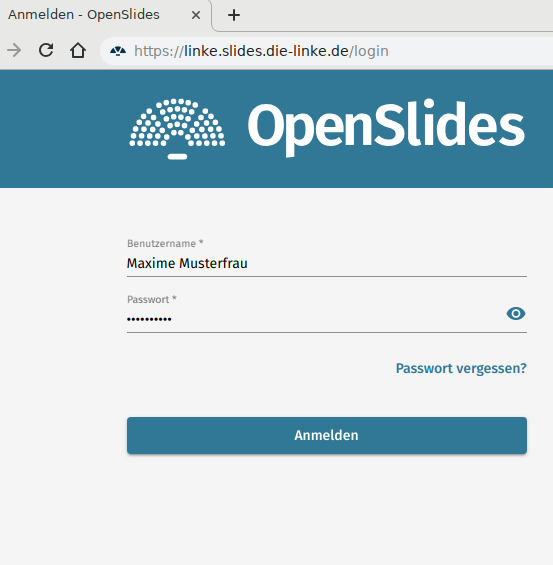 Anmelden - OpenSlides
https://linke.slides.die-linke.de/login
OpenSlides
Benutzername *
Maxime Musterfrau
Passwort *
••••••••••
Passwort vergessen?
Anmelden